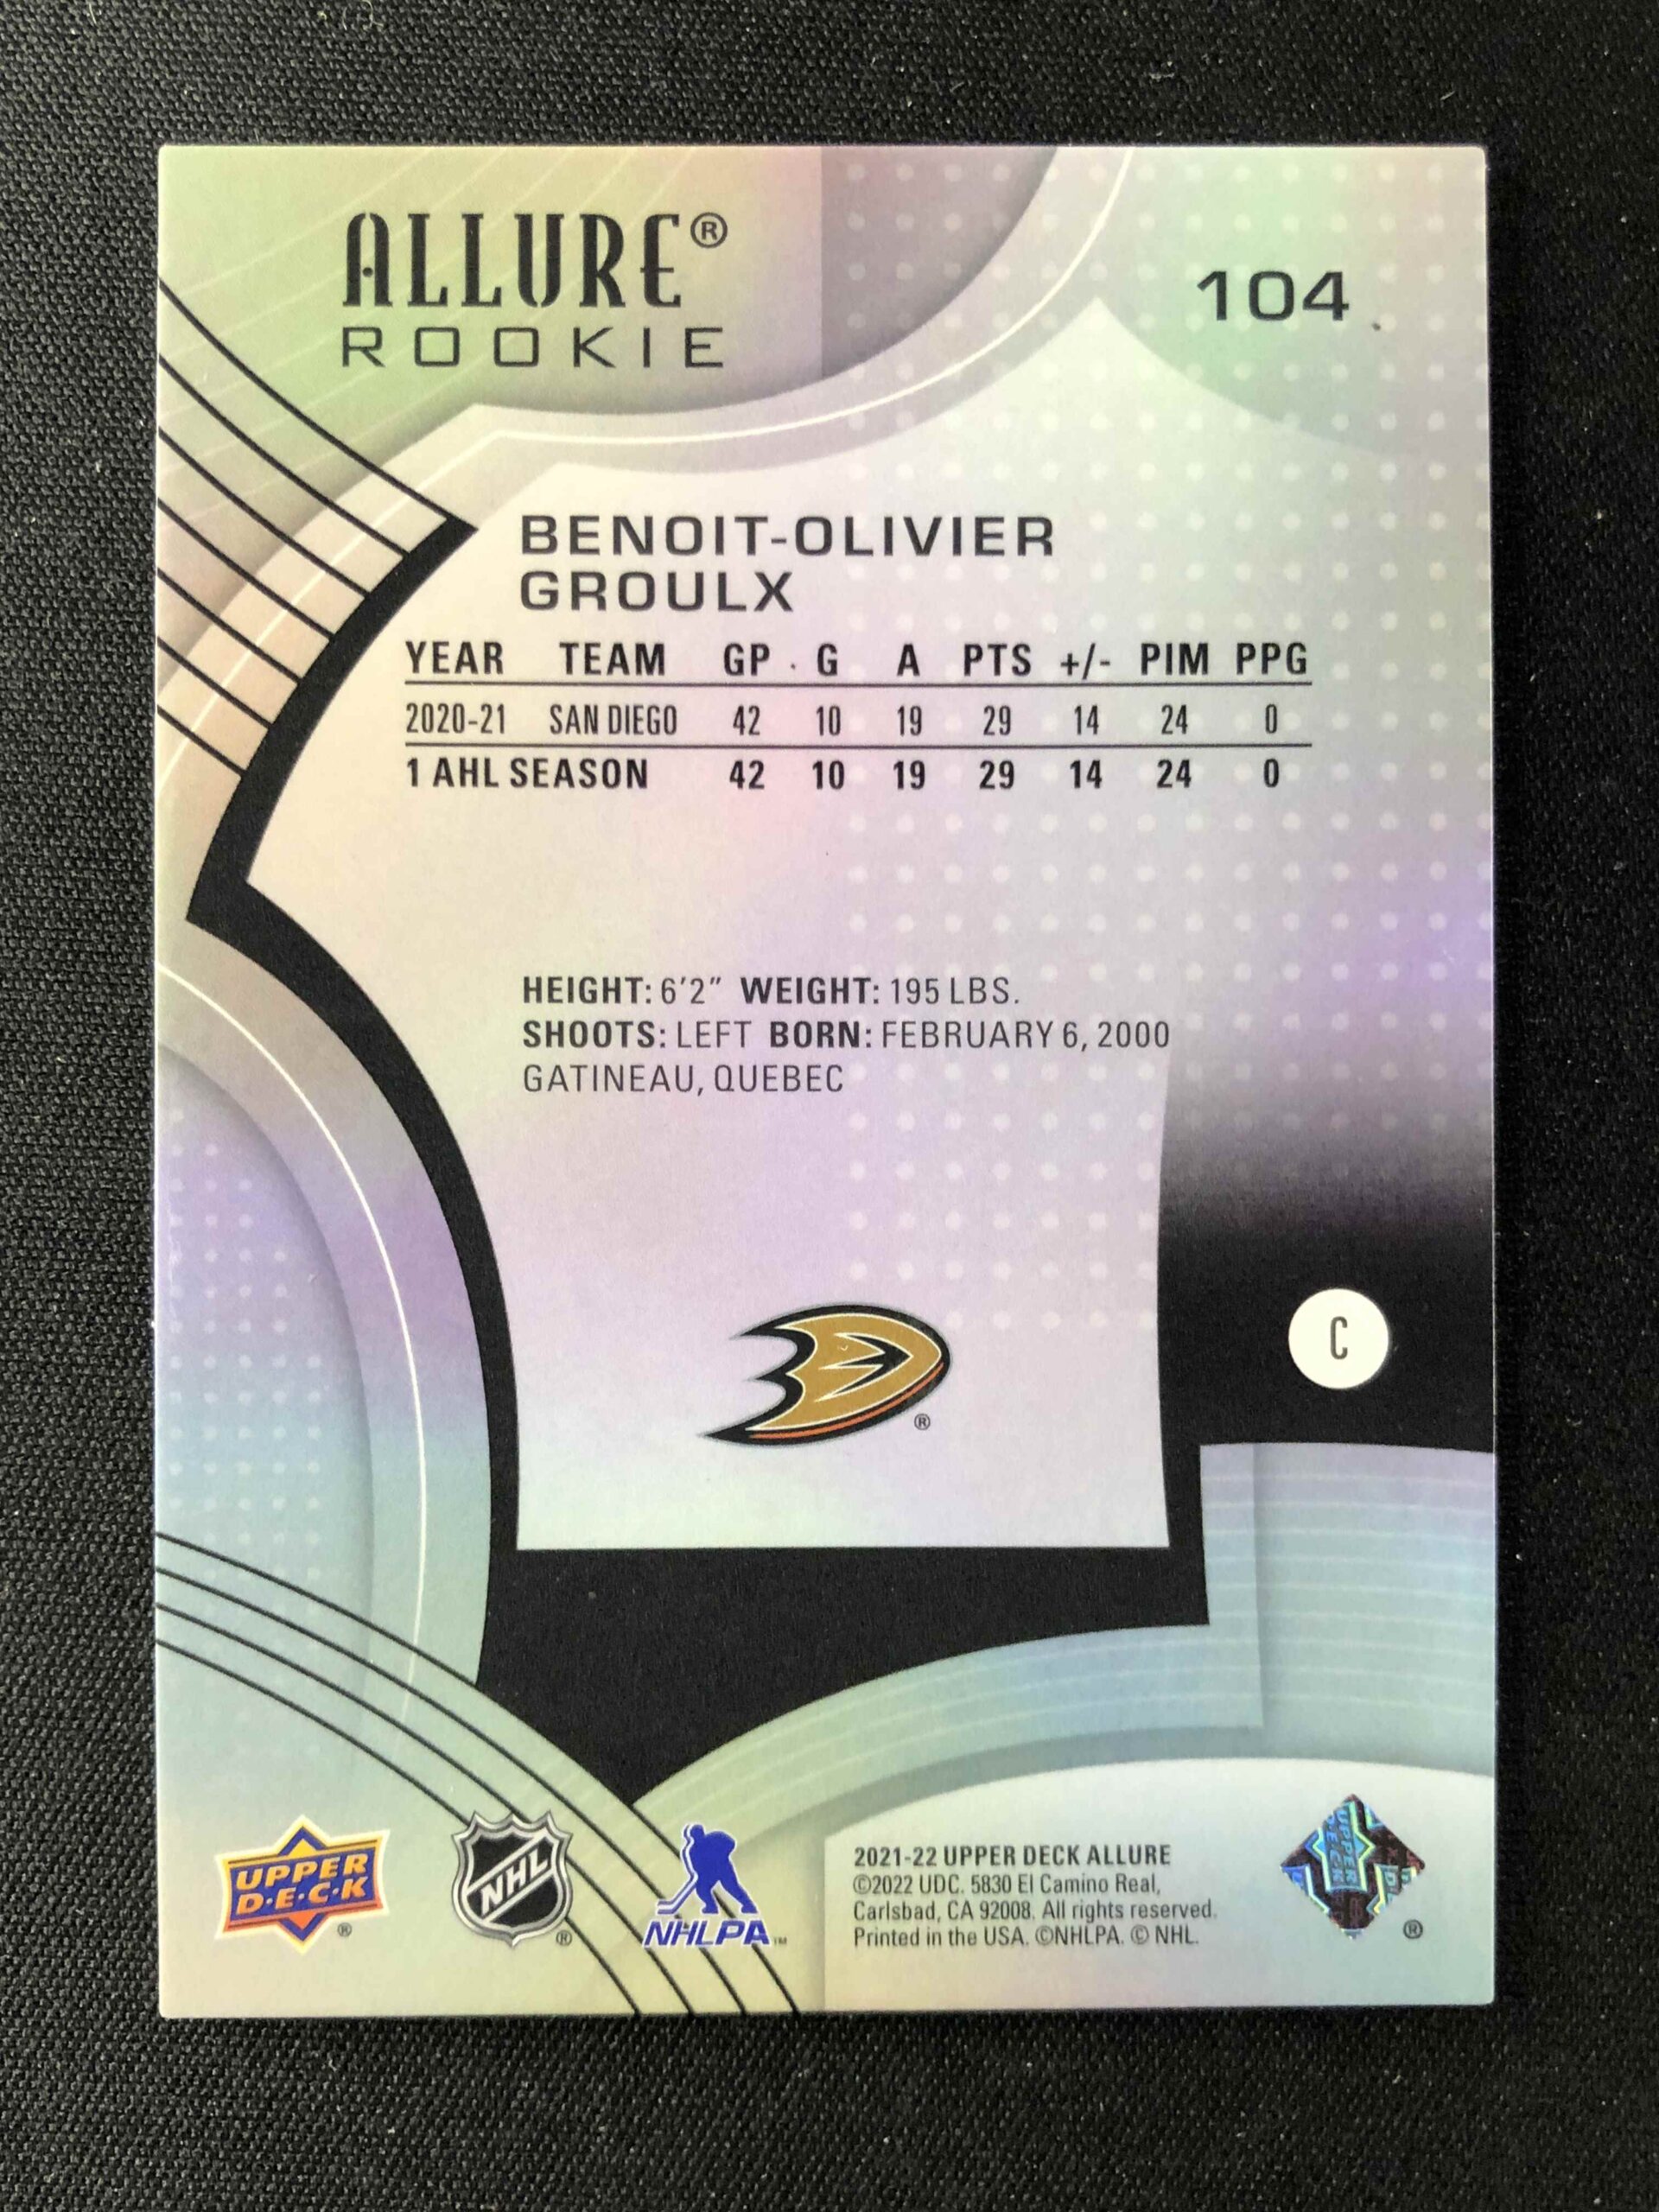 ALLURE®
ROOKIE
104
BENOIT-OLIVIER
GROULX
YEAR TEAM GP G A PTS +/- PIM PPG
2020-21 SAN DIEGO 42 10 19 29 14 24 0
1 AHL SEASON 42 10 19 29 14 24 0
HEIGHT: 6'2" WEIGHT: 195 LBS.
SHOOTS: LEFT BORN: FEBRUARY 6, 2000
GATINEAU, QUEBEC
®
C
UPPER
D·E·C·K
®
NHL
®
NHLPA™
2021-22 UPPER DECK ALLURE
©2022 UDC. 5830 El Camino Real,
Carlsbad, CA 92008. All rights reserved.
Printed in the USA. ©NHLPA. © NHL.
UPPER
DECK
®